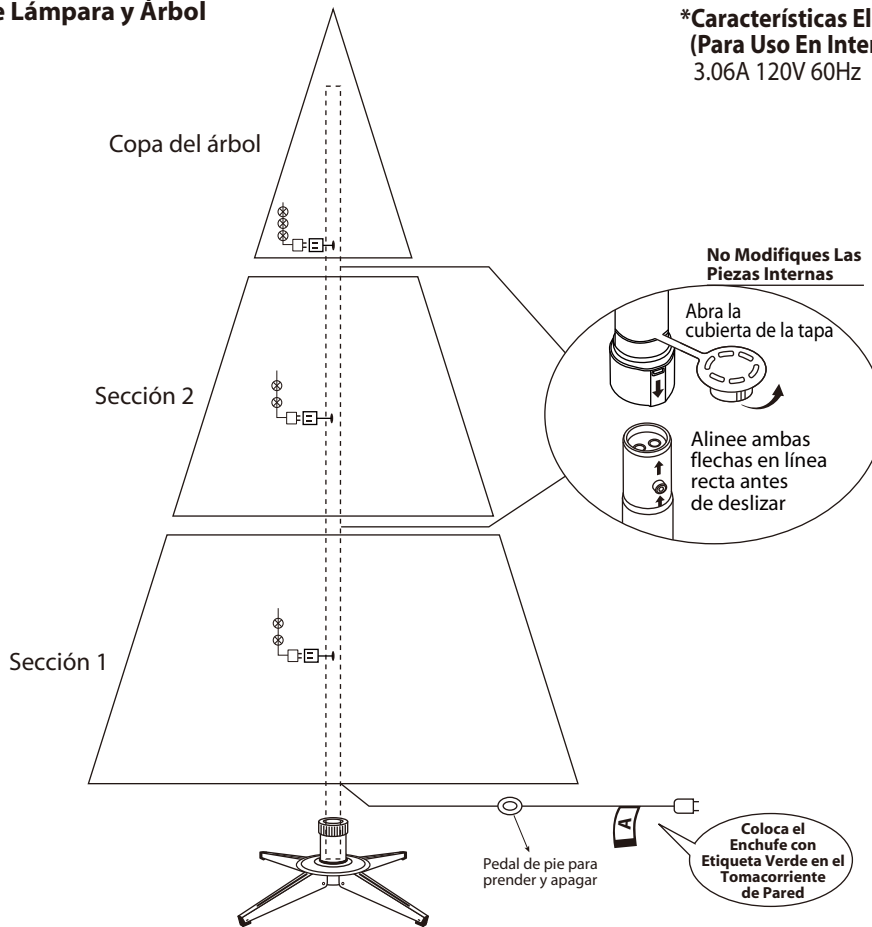 Lámpara y Árbol
*Características
(Para Uso En
3.06A 120V 60Hz
Copa del árbol
No Modifiques Las
Piezas Internas
Abra la
cubierta de la tapa
Sección 2
Alinee ambas
flechas en línea
recta antes
de deslizar
Sección 1
A
Pedal de pie para
prender y apagar
Coloca el
Enchufe con
Etiqueta Verde en el
Tomacorriente
de Pared